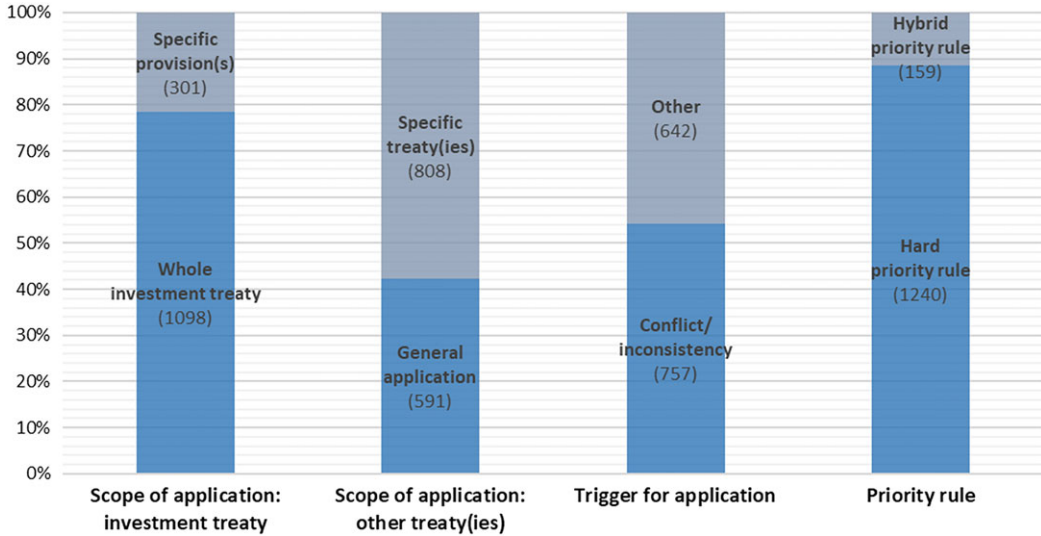 100%
90%
80%
70%
60%
50%
40%
30%
20%
10%
0%
Specific
provision(s)
(301)
Whole
investment treaty
(1098)
Specific
treaty(ies)
(808)
General
application
(591)
Other
(642)
Conflict/
inconsistency
(757)
Hybrid
priority rule
(159)
Hard
priority rule
(1240)
Scope of application:
investment treaty
Scope of application:
other treaty(ies)
Trigger for application
Priority rule